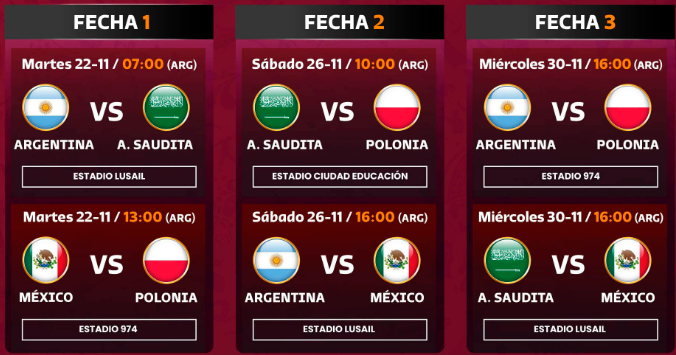 FECHA 1
Martes 22-11 / 07:00 (ARG)
VS
ARGENTINA A. SAUDITA
ESTADIO LUSAIL
Martes 22-11 / 13:00 (ARG)
VS
MÉXICO POLONIA
ESTADIO 974
FECHA 2
Sábado 26-11 / 10:00 (ARG)
VS
A. SAUDITA POLONIA
ESTADIO CIUDAD EDUCACIÓN
Sábado 26-11 / 16:00 (ARG)
VS
ARGENTINA MÉXICO
ESTADIO LUSAIL
FECHA 3
Miércoles 30-11 / 16:00 (ARG)
VS
ARGENTINA POLONIA
ESTADIO 974
Miércoles 30-11 / 16:00 (ARG)
VS
A. SAUDITA MÉXICO
ESTADIO LUSAIL